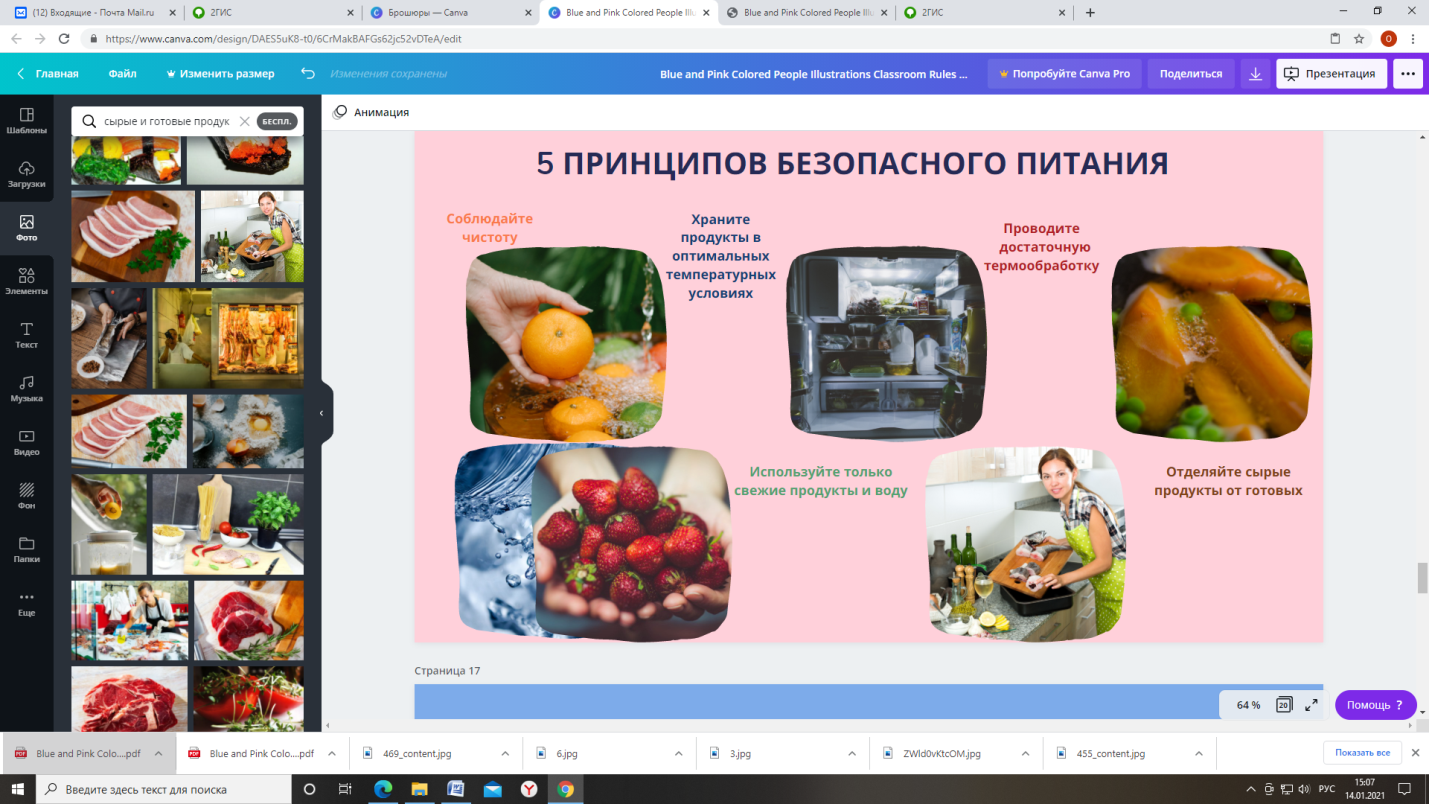 (12) Входящие - Почта Mail.ru
2ГИС
Брошюры — Canva
Blue and Pink Colored People Illu
Blue and Pink Colored People Illu
2ГИС
https://www.canva.com/design/DAES5uK8-t0/6CrMakBAFGs62jc52vDTeA/edit
О
Главная
Файл
Изменить размер
Изменения сохранены
Blue and Pink Colored People Illustrations Classroom Rules ...
Попробуйте Canva Pro
Поделиться
Презентация
Шаблоны
Загрузки
Фото
Элементы
Текст
Музыка
Видео
Фон
Папки
Еще
сырые и готовые продук
БЕСПЛ.
Анимация
5 ПРИНЦИПОВ БЕЗОПАСНОГО ПИТАНИЯ
Соблюдайте
чистоту
Храните
продукты в
оптимальных
температурных
условиях
Проводите
достаточную
термообработку
Используйте только
свежие продукты и воду
Отделяйте сырые
продукты от готовых
Страница 17
64 %
20
Помощь ?
Blue and Pink Colo....pdf
Blue and Pink Colo....pdf
469_content.jpg
6.jpg
3.jpg
ZWId0vKtcOM.jpg
455_content.jpg
Показать все
Введите здесь текст для поиска
РУС
15:07
14.01.2021